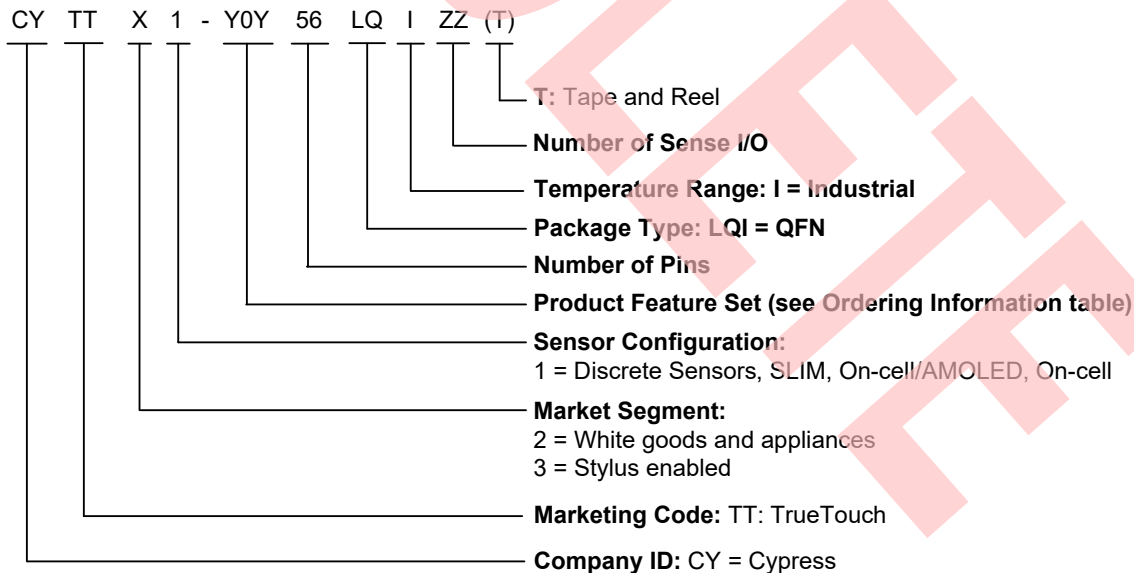 CY TT X 1 - Y0Y 56 LQ I ZZ (T)
T: Tape and Reel
Number of Sense I/O
Temperature Range: I = Industrial
Package Type: LQI = QFN
Number of Pins
Product Feature Set (see Ordering Information table)
Sensor Configuration:
1 = Discrete Sensors, SLIM, On-cell/AMOLED, On-cell
Market Segment:
2 = White goods and appliances
3 = Stylus enabled
Marketing Code: TT: TrueTouch
Company ID: CY = Cypress